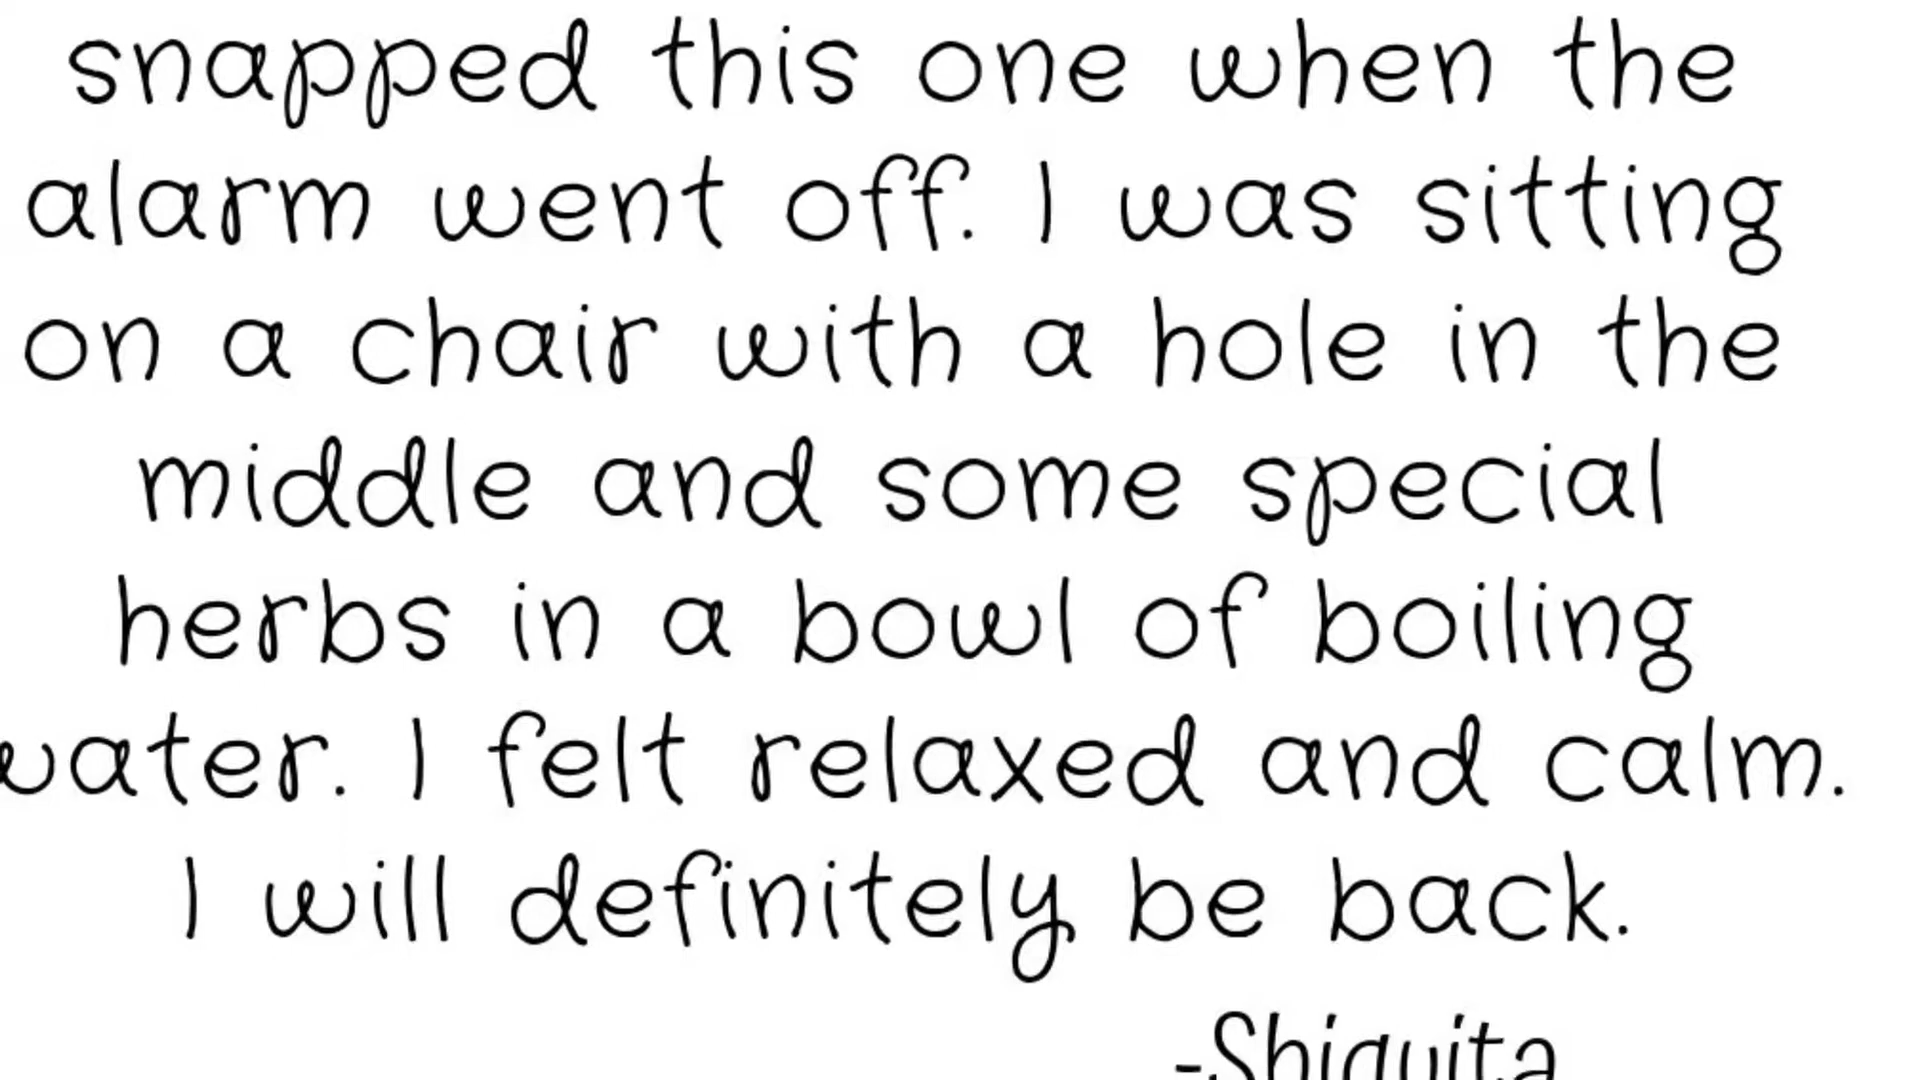 snapped this one when the
alarm went off. I was sitting
on a chair with a hole in the
middle and some special
herbs in a bowl of boiling
water. I felt relaxed and calm.
I will definitely be back.
-Shiquita